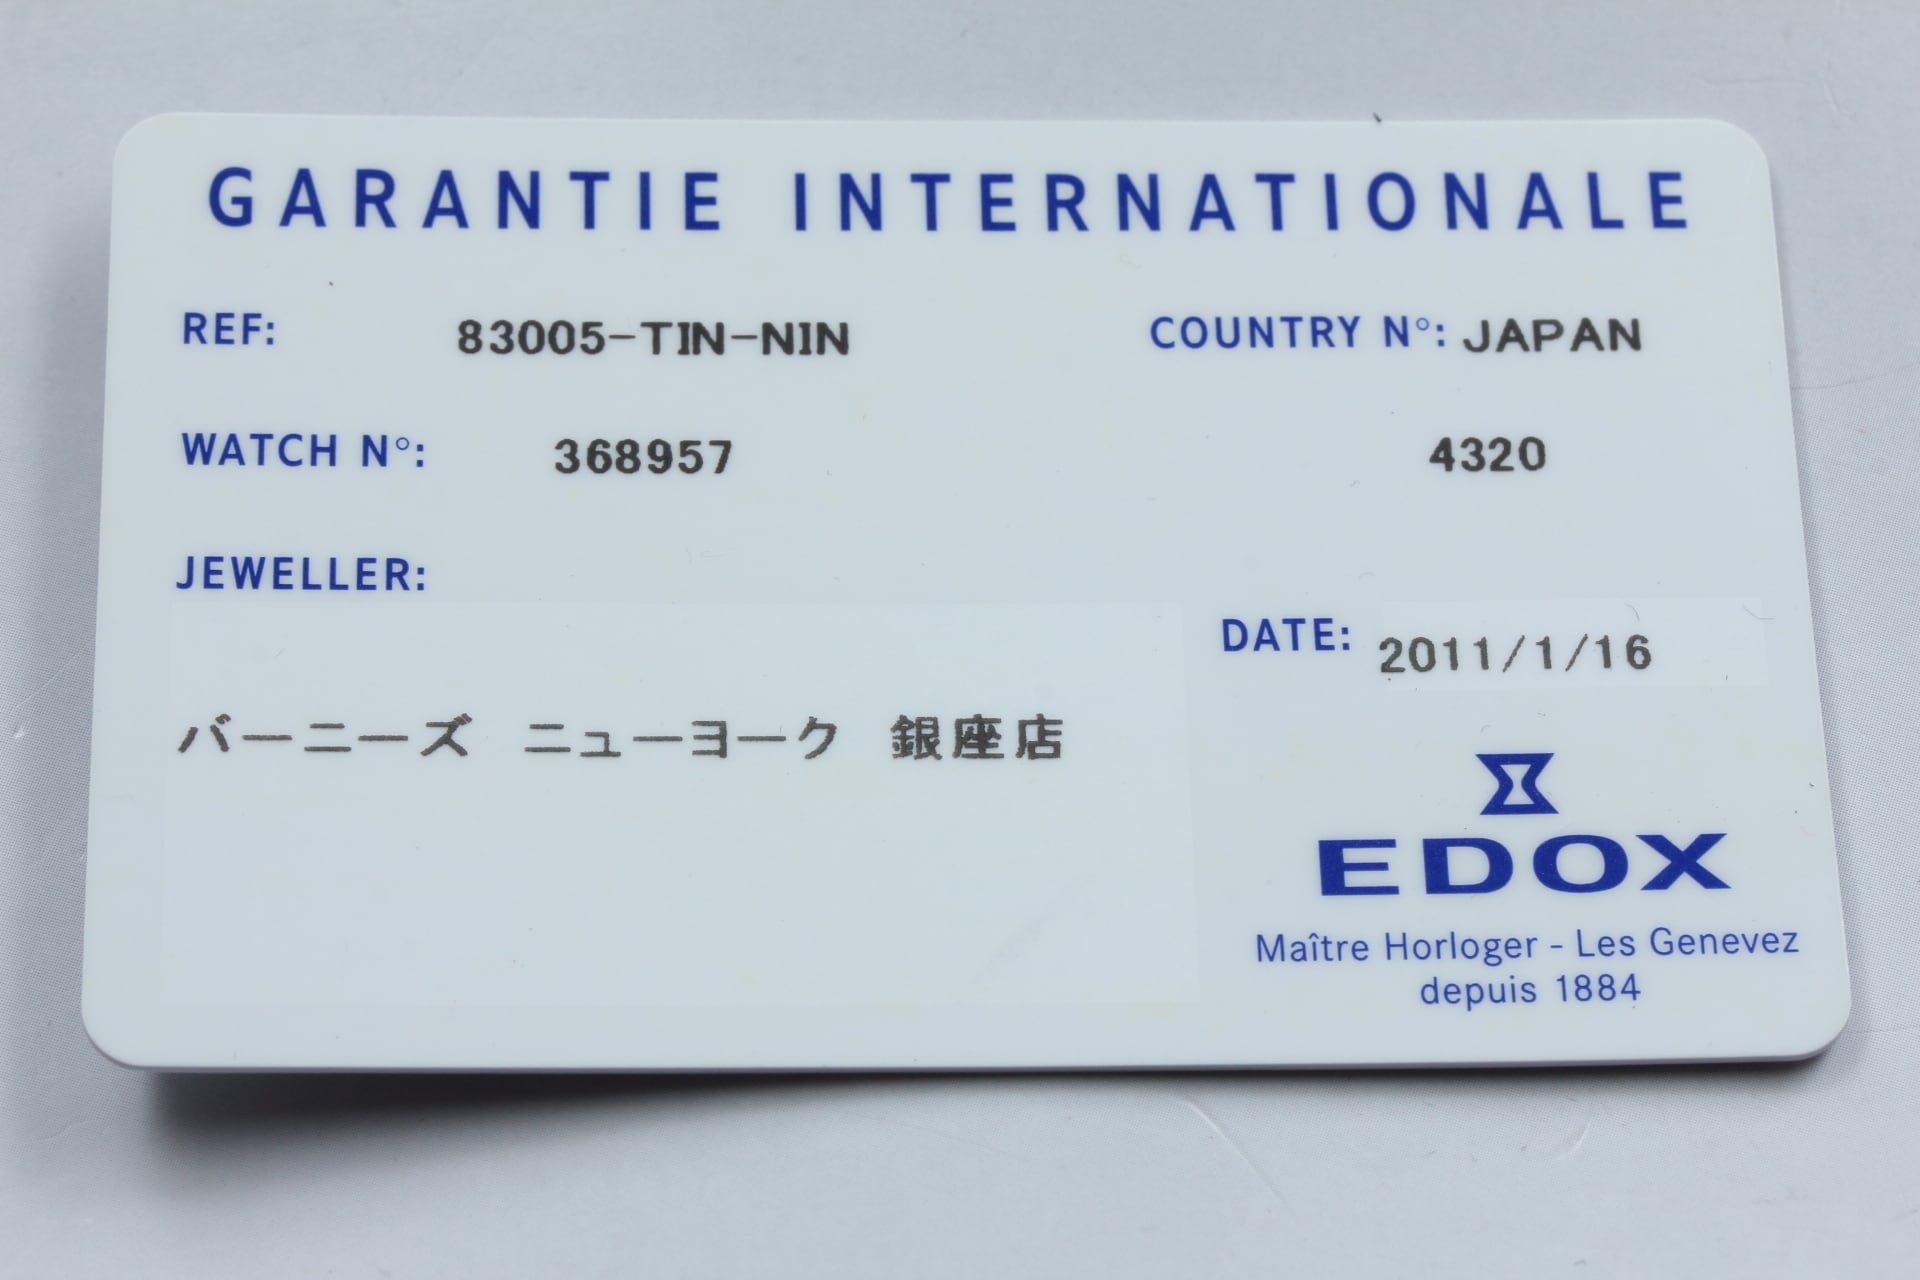 GARANTIE INTERNATIONALE
REF: 83005-TIN-NIN COUNTRY N°: JAPAN
WATCH N°: 368957 4320
JEWELLER:
DATE: 2011/1/16
バーニーズ ニューヨーク 銀座店
EDOX
Maître Horloger - Les Genevez
depuis 1884